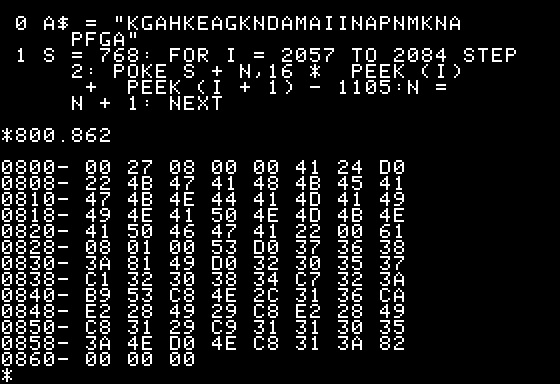 0 A$ = "KGAHKEAGKNDAMAIINAPNMKNA
PFGA"
1 S = 768: FOR I = 2057 TO 2084 STEP
2: POKE S + N,16 * PEEK (I)
+ PEEK (I + 1) - 1105:N =
N + 1: NEXT
*800.862
0800- 00 27 08 00 00 41 24 D0
0808- 22 4B 47 41 48 4B 45 41
0810- 47 4B 4E 44 41 4D 41 49
0818- 49 4E 41 50 4E 4D 4B 4E
0820- 41 50 46 47 41 22 00 61
0828- 08 01 00 53 D0 37 36 38
0830- 3A 81 49 D0 32 30 35 37
0838- C1 32 30 38 34 C7 32 3A
0840- B9 53 C8 4E 2C 31 36 CA
0848- E2 28 49 29 C8 E2 28 49
0850- C8 31 29 C9 31 31 30 35
0858- 3A 4E D0 4E C8 31 3A 82
0860- 00 00 00
*